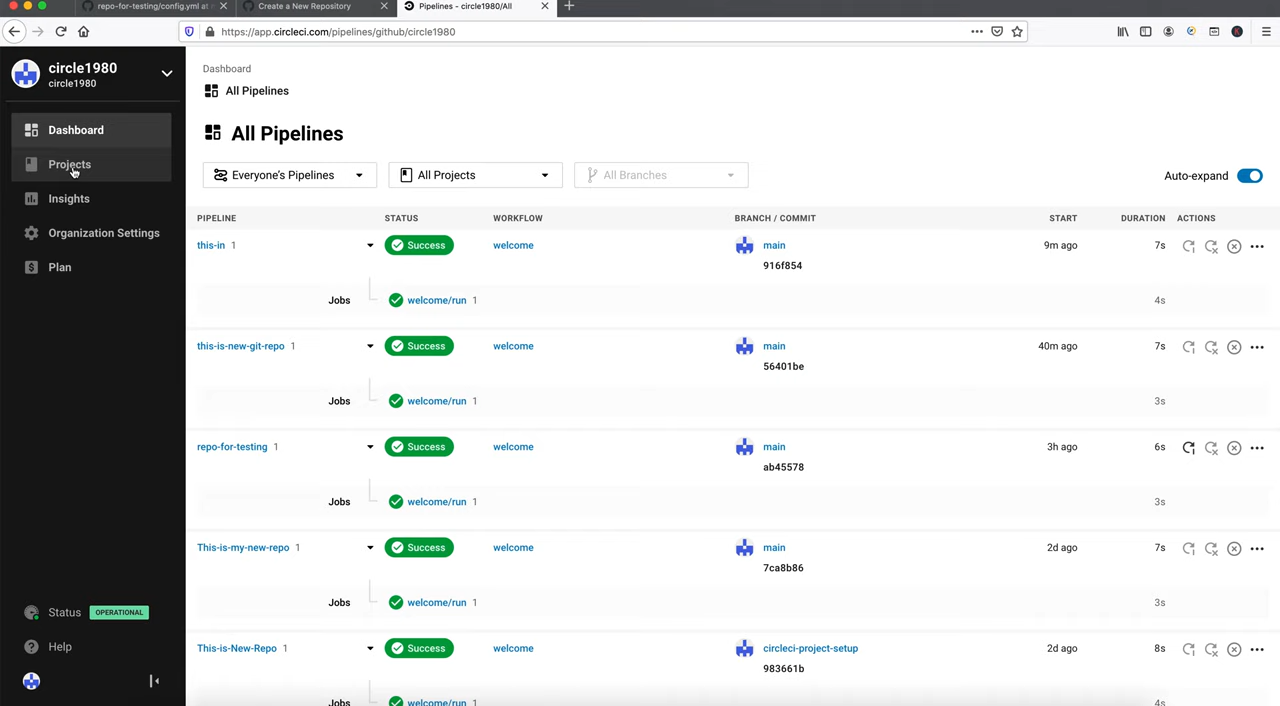 repo-for-testing/config.yml at
Create a New Repository
Pipelines - circle1980/All
https://app.circleci.com/pipelines/github/circle1980
circle1980
circle1980
Dashboard
Projects
Insights
Organization Settings
Plan
Status OPERATIONAL
Help
Dashboard
All Pipelines
All Pipelines
Everyone's Pipelines
All Projects
All Branches
Auto-expand
PIPELINE STATUS WORKFLOW BRANCH / COMMIT START DURATION ACTIONS
this-in 1 Success welcome main 9m ago 7s
916f854
Jobs welcome/run 1 4s
this-is-new-git-repo 1 Success welcome main 40m ago 7s
56401be
Jobs welcome/run 1 3s
repo-for-testing 1 Success welcome main 3h ago 6s
ab45578
Jobs welcome/run 1 3s
This-is-my-new-repo 1 Success welcome main 2d ago 7s
7ca8b86
Jobs welcome/run 1 3s
This-is-New-Repo 1 Success welcome circleci-project-setup 2d ago 8s
983661b
Jobs welcome/run 1 4s